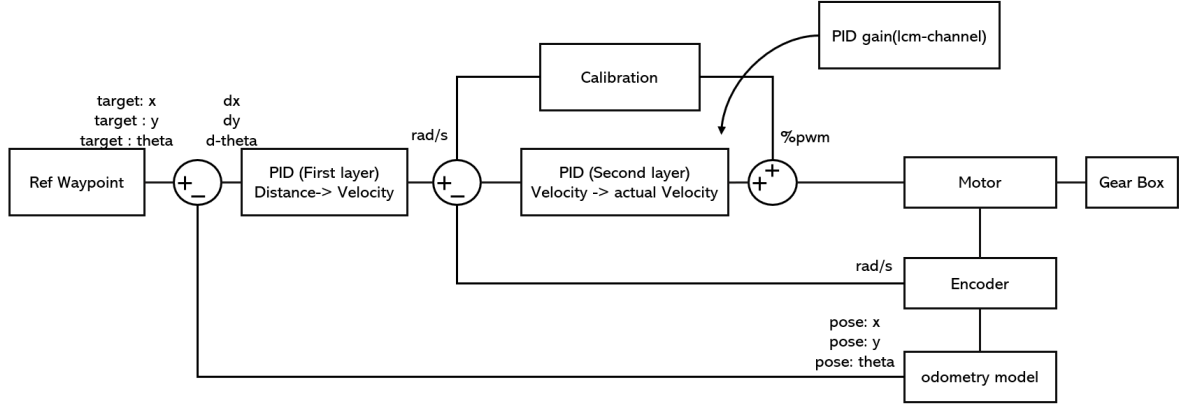 PID gain(lcm-channel)
Calibration
target: x
target : y
target : theta
dx
dy
d-theta
rad/s
%pwm
Ref Waypoint
+
_
PID (First layer)
Distance-> Velocity
+
_
PID (Second layer)
Velocity -> actual Velocity
+
+
Motor
Gear Box
rad/s
Encoder
pose: x
pose: y
pose: theta
odometry model